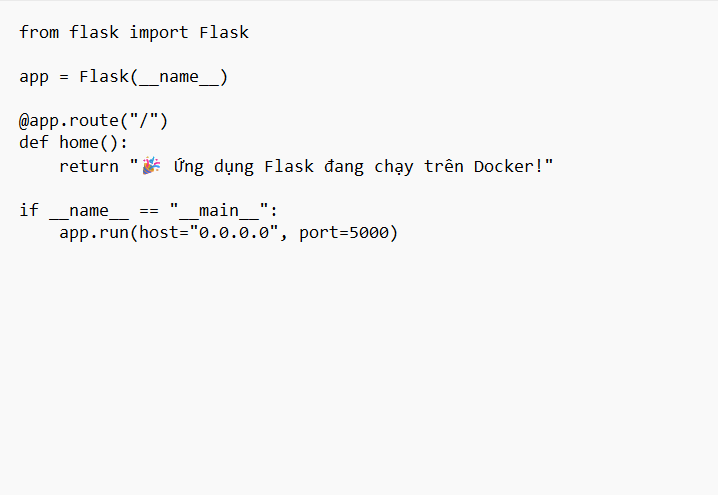 from flask import Flask
app = Flask(__name__)
@app.route("/")
def home():
    return "🎉 Ứng dụng Flask đang chạy trên Docker!"
if __name__ == "__main__":
    app.run(host="0.0.0.0", port=5000)